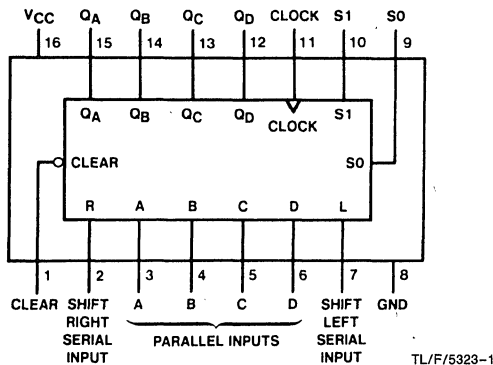 VCC QA QB QC QD CLOCK S1 S0
16 15 14 13 12 11 10 9
QA QB QC QD CLOCK S1
CLEAR S0
R A B C D L
1 2 3 4 5 6 7 8
CLEAR SHIFT RIGHT SERIAL INPUT A B C D SHIFT LEFT SERIAL INPUT GND
PARALLEL INPUTS
TL/F/5323-1